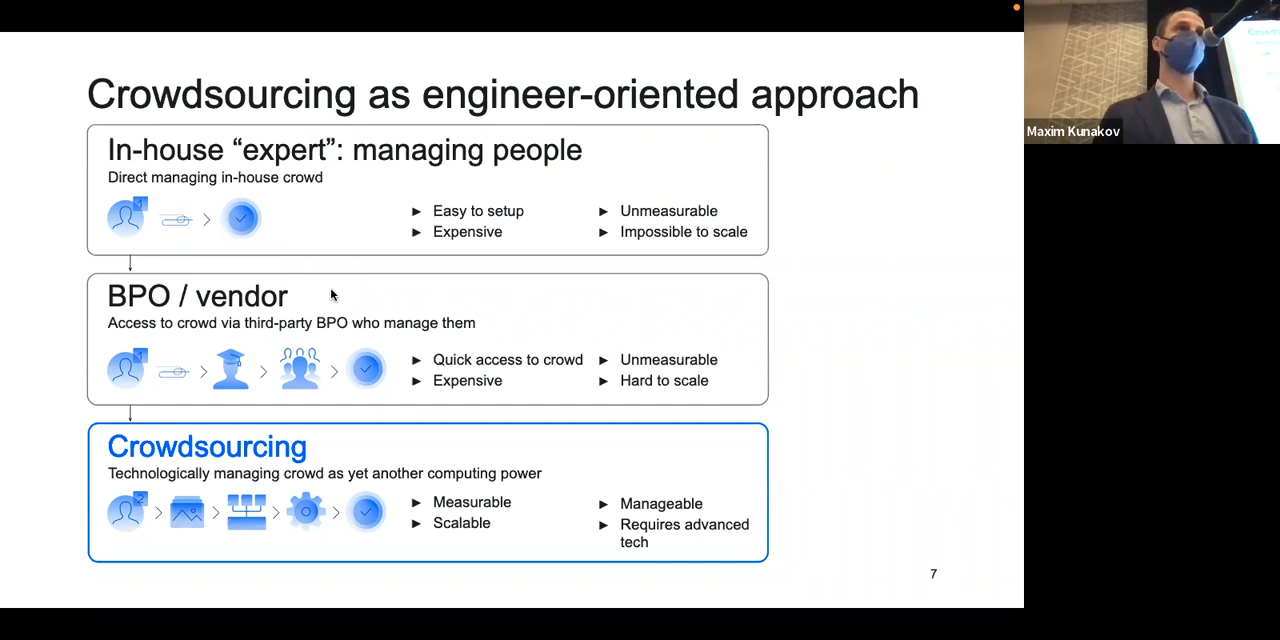 Crowdsourcing as engineer-oriented approach
In-house “expert”: managing people
Direct managing in-house crowd
1
► Easy to setup
► Expensive
► Unmeasurable
► Impossible to scale
BPO / vendor
Access to crowd via third-party BPO who manage them
1
► Quick access to crowd
► Expensive
► Unmeasurable
► Hard to scale
Crowdsourcing
Technologically managing crowd as yet another computing power
2
► Measurable
► Scalable
► Manageable
► Requires advanced
tech
7
Maxim Kunakov